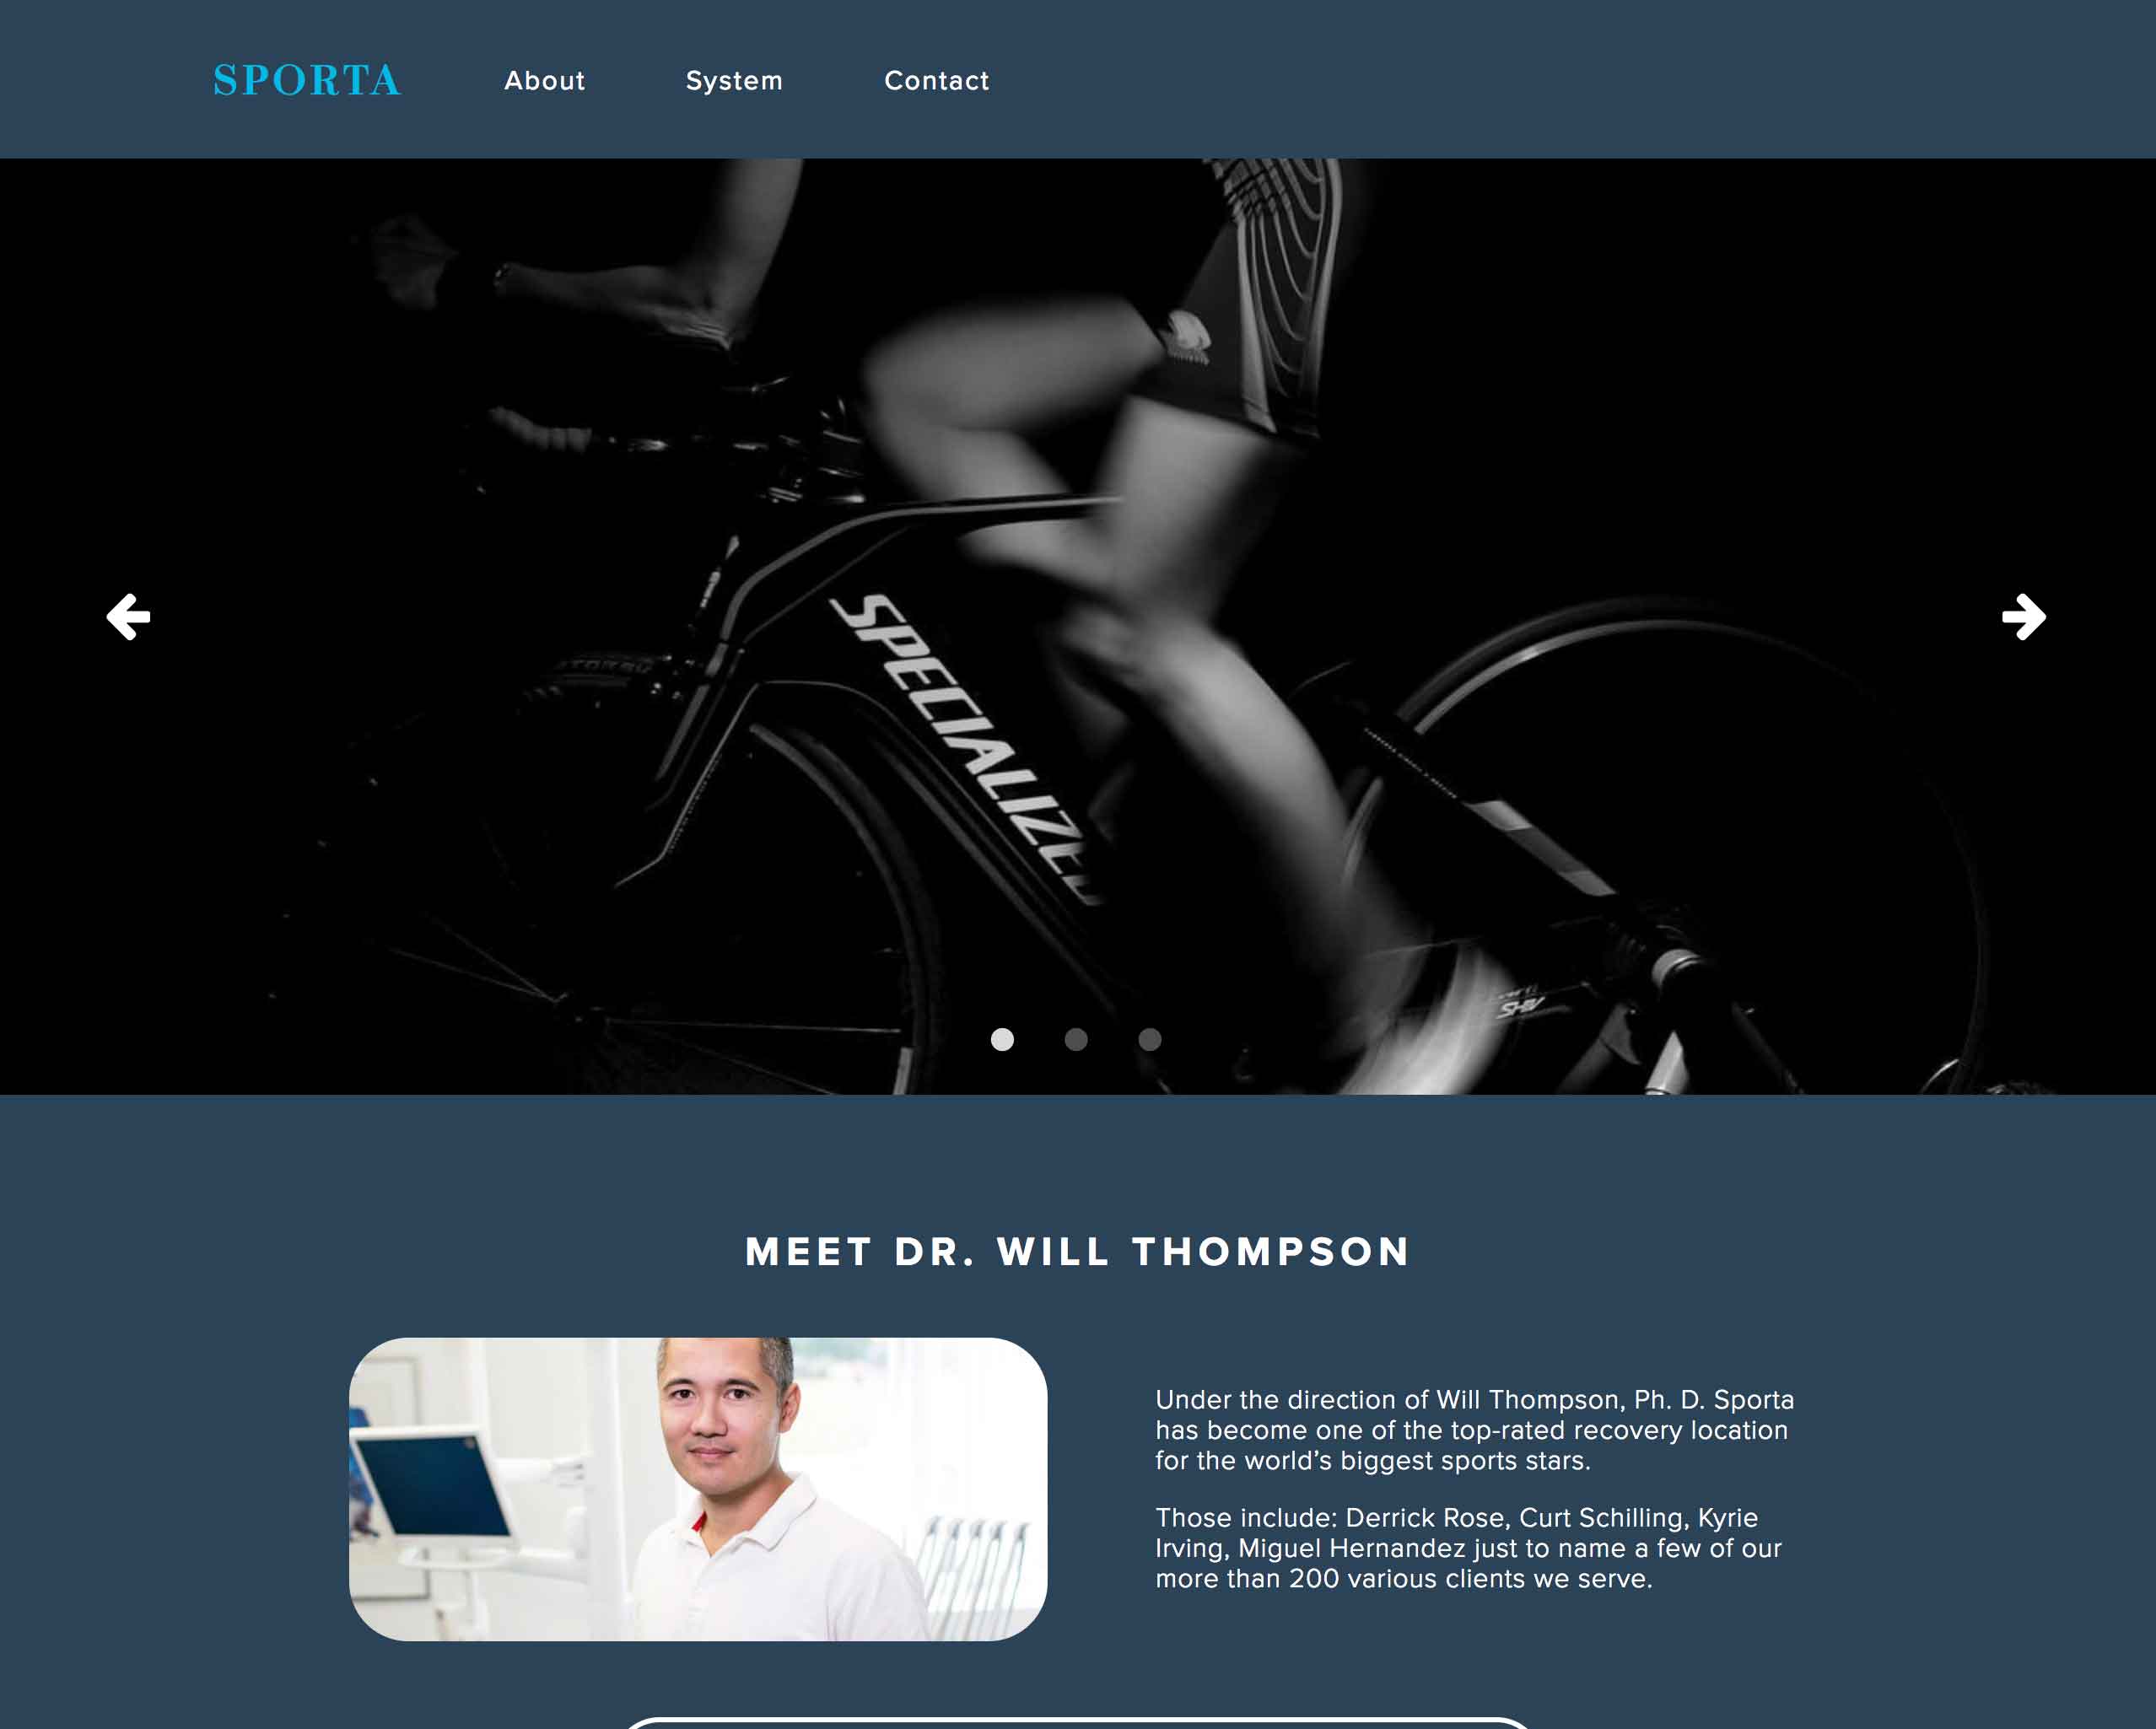 SPORTA
About
System
Contact
SPECIALIZED
MEET DR. WILL THOMPSON
Under the direction of Will Thompson, Ph. D. Sporta
has become one of the top-rated recovery location
for the world’s biggest sports stars.
Those include: Derrick Rose, Curt Schilling, Kyrie
Irving, Miguel Hernandez just to name a few of our
more than 200 various clients we serve.